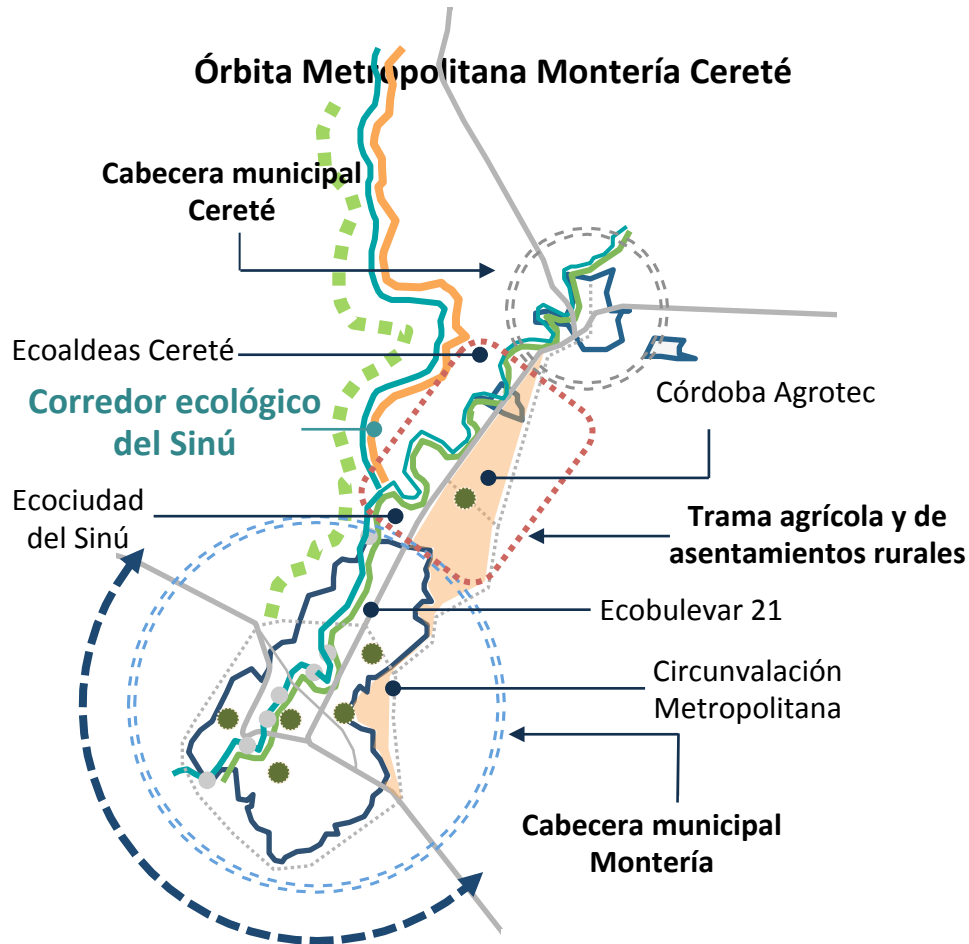 Órbita Metropolitana Montería Cereté
Cabecera municipal
Cereté
Ecoaldeas Cereté
Córdoba Agrotec
Corredor ecológico
del Sinú
Ecociudad
del Sinú
Trama agrícola y de
asentamientos rurales
Ecobulevar 21
Circunvalación
Metropolitana
Cabecera municipal
Montería